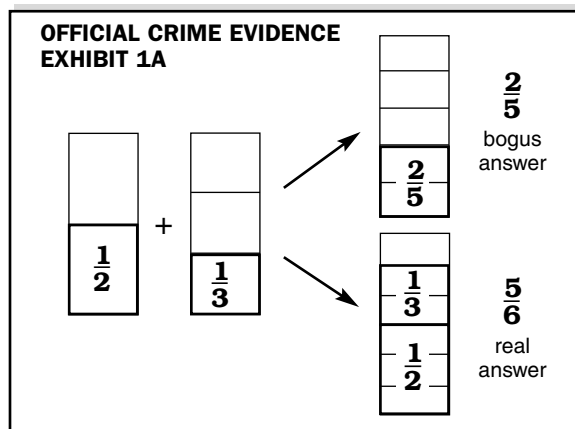 OFFICIAL CRIME EVIDENCE
EXHIBIT 1A
1/2
+
1/3
2/5
2/5
bogus
answer
1/3
1/2
5/6
real
answer